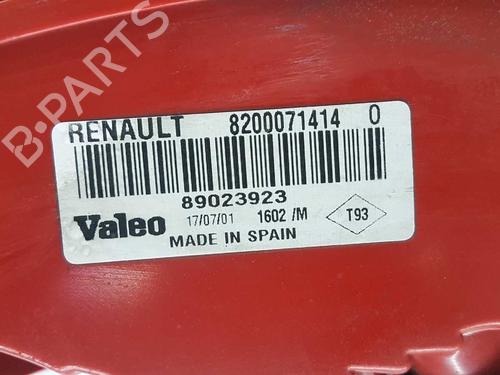 B-PARTS
RENAULT 8200071414 0
89023923
Valeo 17/07/01 1602 /M T93
MADE IN SPAIN